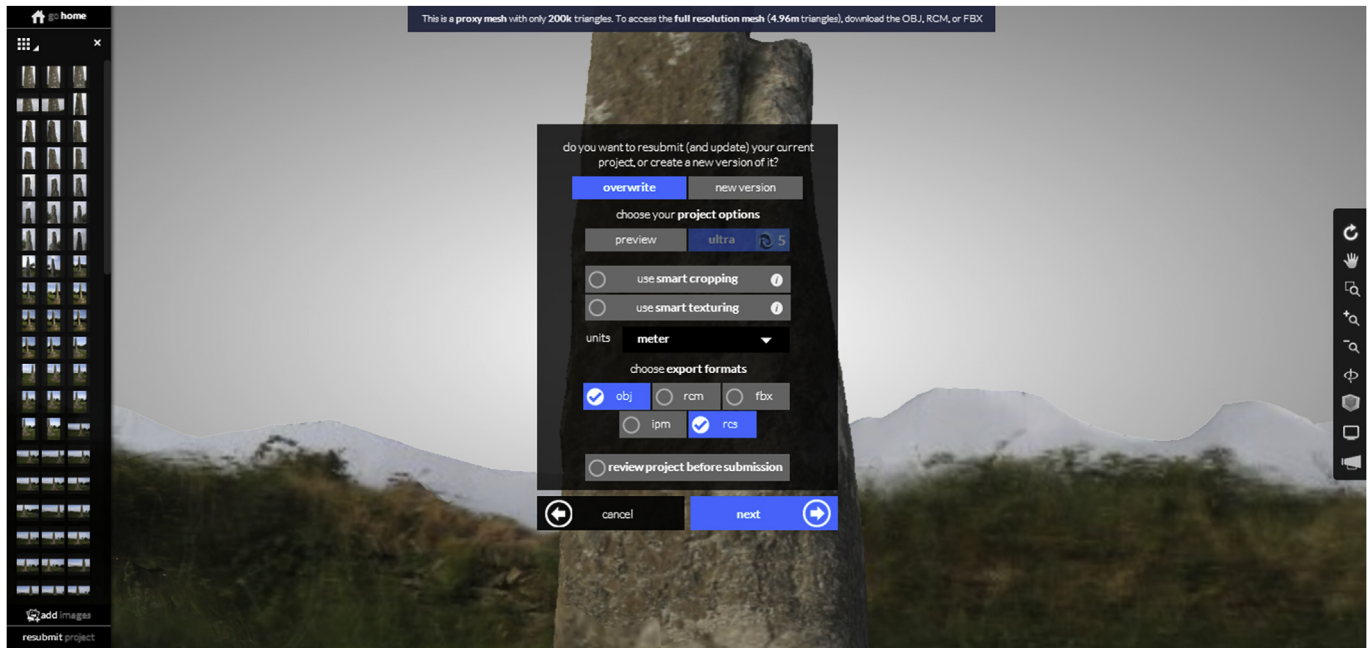 go home
This is a proxy mesh with only 200k triangles. To access the full resolution mesh (4.96m triangles), download the OBJ, RCM, or FBX
do you want to resubmit (and update) your current
project, or create a new version of it?
overwrite new version
choose your project options
preview ultra 5
use smart cropping i
use smart texturing i
units meter
choose export formats
obj rcm fbx
ipm rcs
review project before submission
cancel next
add images
resubmit project